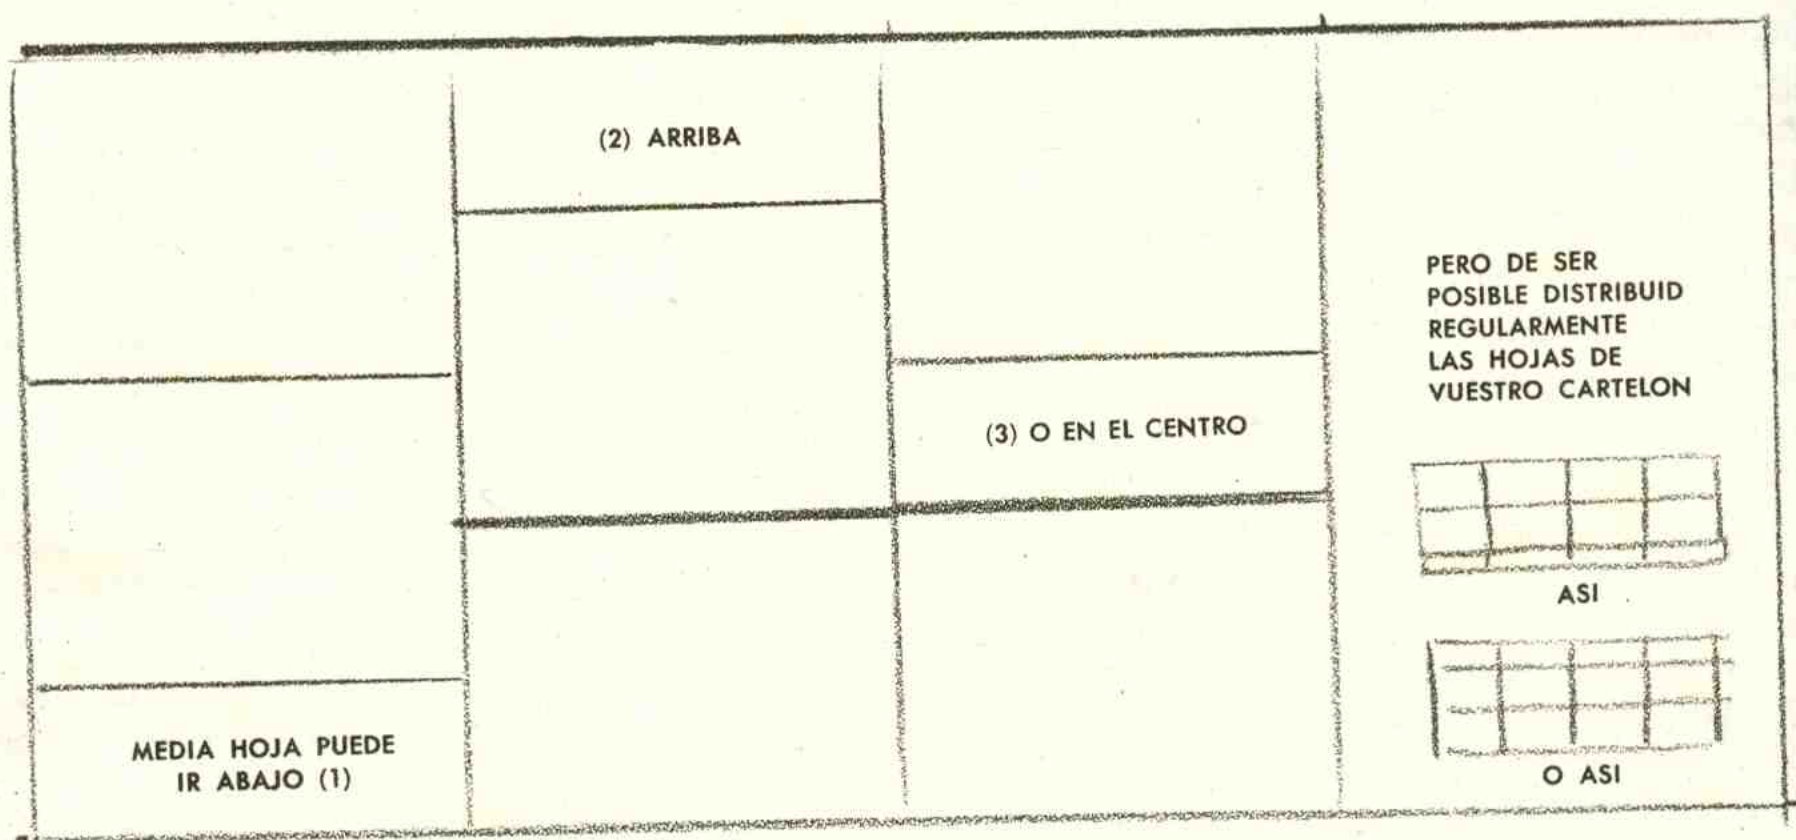 MEDIA HOJA PUEDE
IR ABAJO (1)
(2) ARRIBA
(3) O EN EL CENTRO
PERO DE SER
POSIBLE DISTRIBUID
REGULARMENTE
LAS HOJAS DE
VUESTRO CARTELON
ASI
O ASI